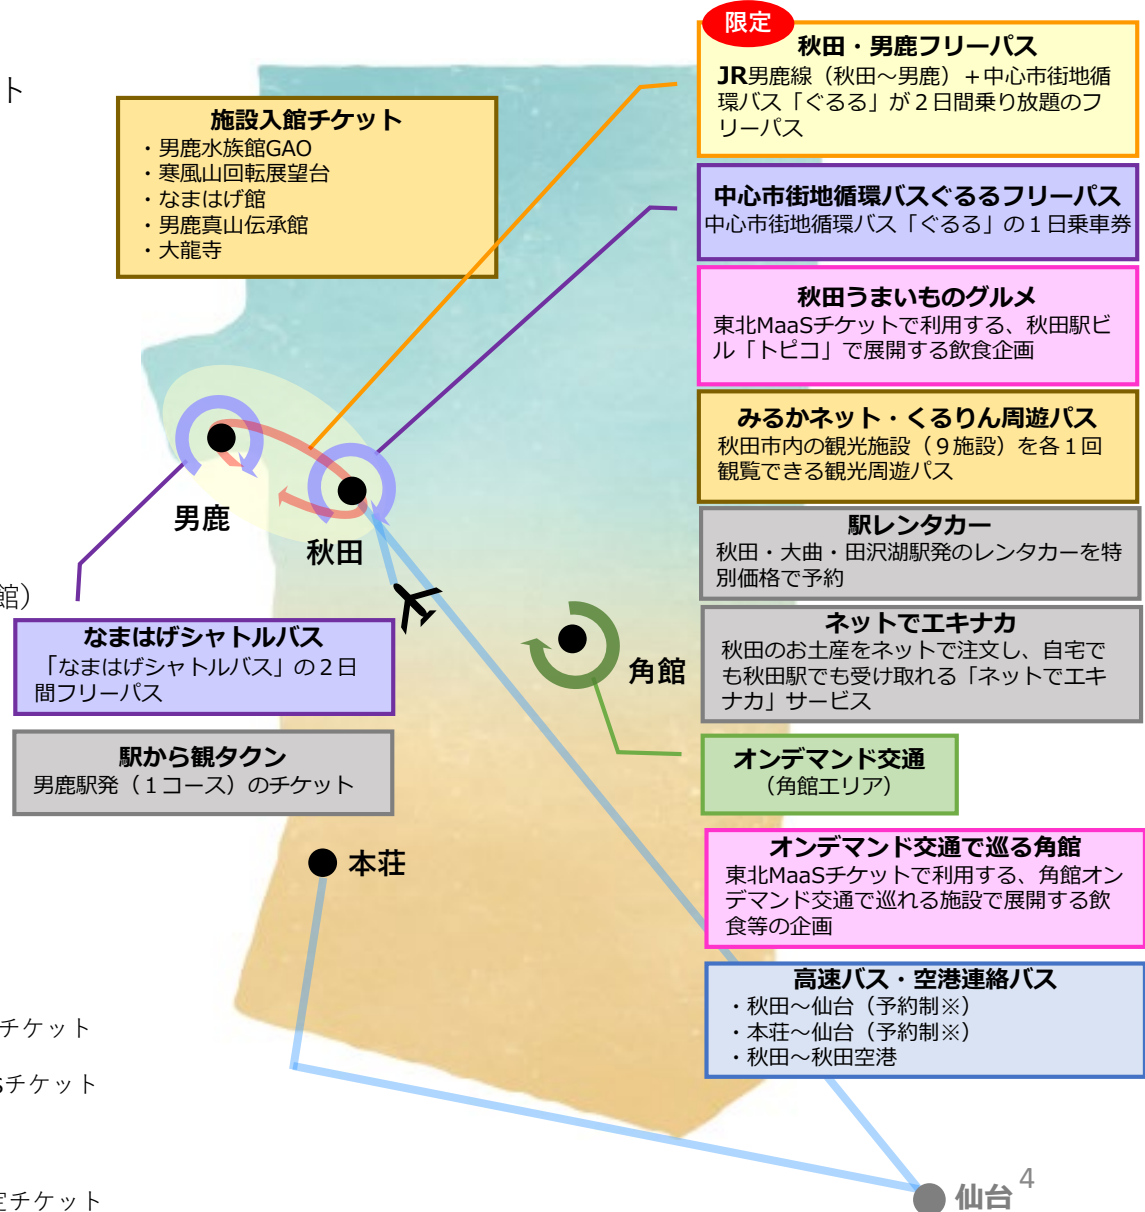 ット
施設入館チケット
・男鹿水族館GAO
・寒風山回転展望台
・なまはげ館
・男鹿真山伝承館
・大龍寺
限定
秋田・男鹿フリーパス
JR男鹿線（秋田～男鹿）＋中心市街地循
環バス「ぐるる」が２日間乗り放題のフ
リーパス
中心市街地循環バスぐるるフリーパス
中心市街地循環バス「ぐるる」の１日乗車券
秋田うまいものグルメ
東北MaaSチケットで利用する、秋田駅ビ
ル「トピコ」で展開する飲食企画
みるかネット・くるりん周遊パス
秋田市内の観光施設（９施設）を各１回
観覧できる観光周遊パス
駅レンタカー
秋田・大曲・田沢湖駅発のレンタカーを特
別価格で予約
ネットでエキナカ
秋田のお土産をネットで注文し、自宅で
も秋田駅でも受け取れる「ネットでエキ
ナカ」サービス
オンデマンド交通
（角館エリア）
オンデマンド交通で巡る角館
東北MaaSチケットで利用する、角館オン
デマンド交通で巡れる施設で展開する飲
食等の企画
高速バス・空港連絡バス
・秋田～仙台（予約制※）
・本荘～仙台（予約制※）
・秋田～秋田空港
男鹿
秋田
角館
館）
なまはげシャトルバス
「なまはげシャトルバス」の２日
間フリーパス
駅から観タクン
男鹿駅発（１コース）のチケット
本荘
チケット
Sチケット
定チケット
仙台
4